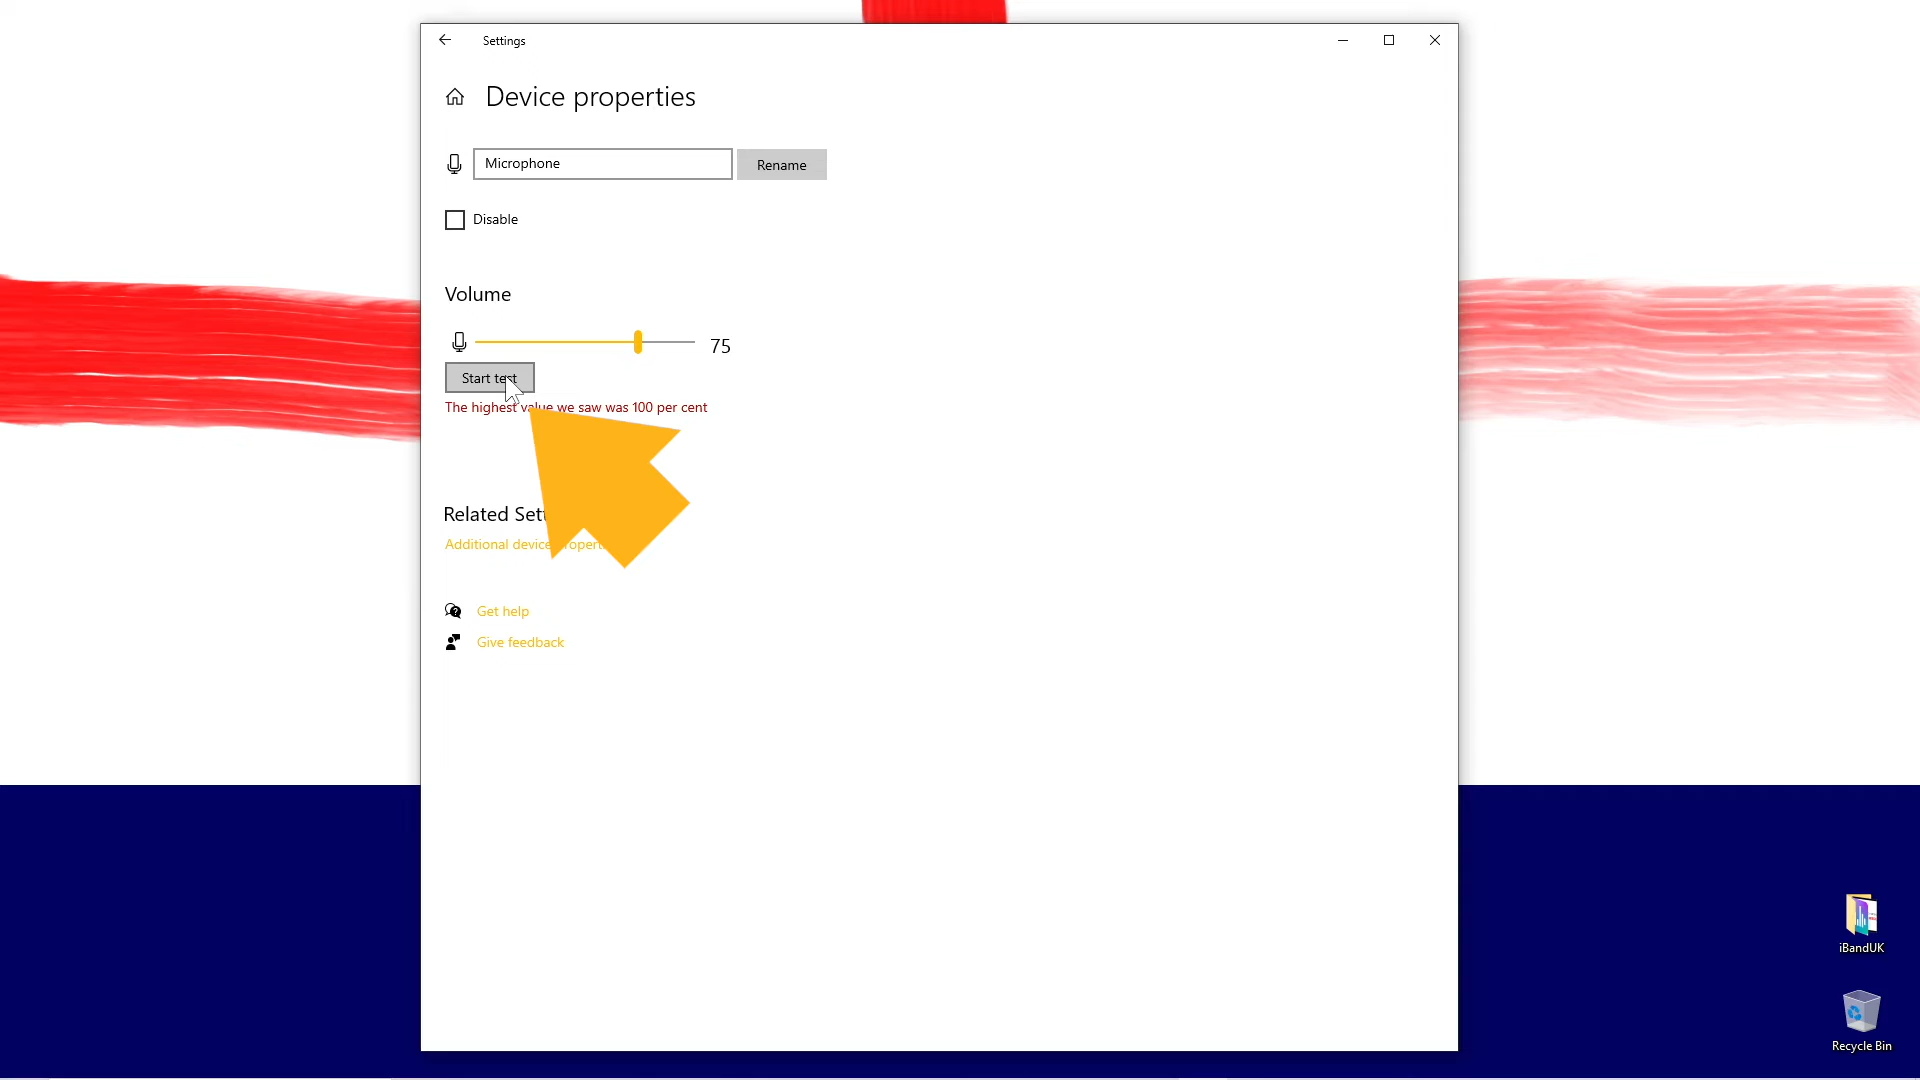 Settings
Device properties
Microphone
Rename
Disable
Volume
75
Start test
The highest value we saw was 100 per cent
Related
Additional device
Get help
Give feedback
iBandUK
Recycle Bin